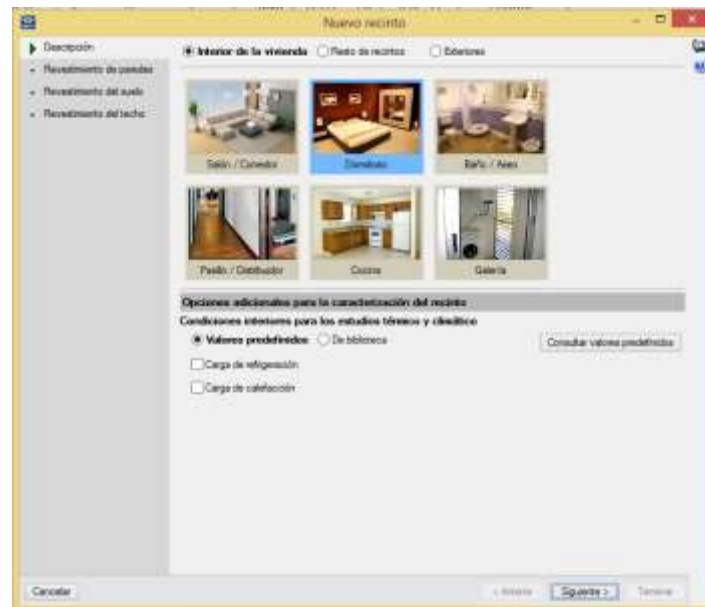 Nuevo recinto
Descripción
Revestimiento de paredes
Revestimiento del suelo
Revestimiento del techo
Interior de la vivienda
Resto de recintos
Exteriores
Salón / Comedor
Dormitorio
Baño / Aseo
Pasillo / Distribuidor
Cocina
Galería
Opciones adicionales para la caracterización del recinto
Condiciones interiores para los estudios térmico y climático
Valores predefinidos
De biblioteca
Consultar valores predefinidos
Carga de refrigeración
Carga de calefacción
Cancelar
< Anterior
Siguiente >
Terminar